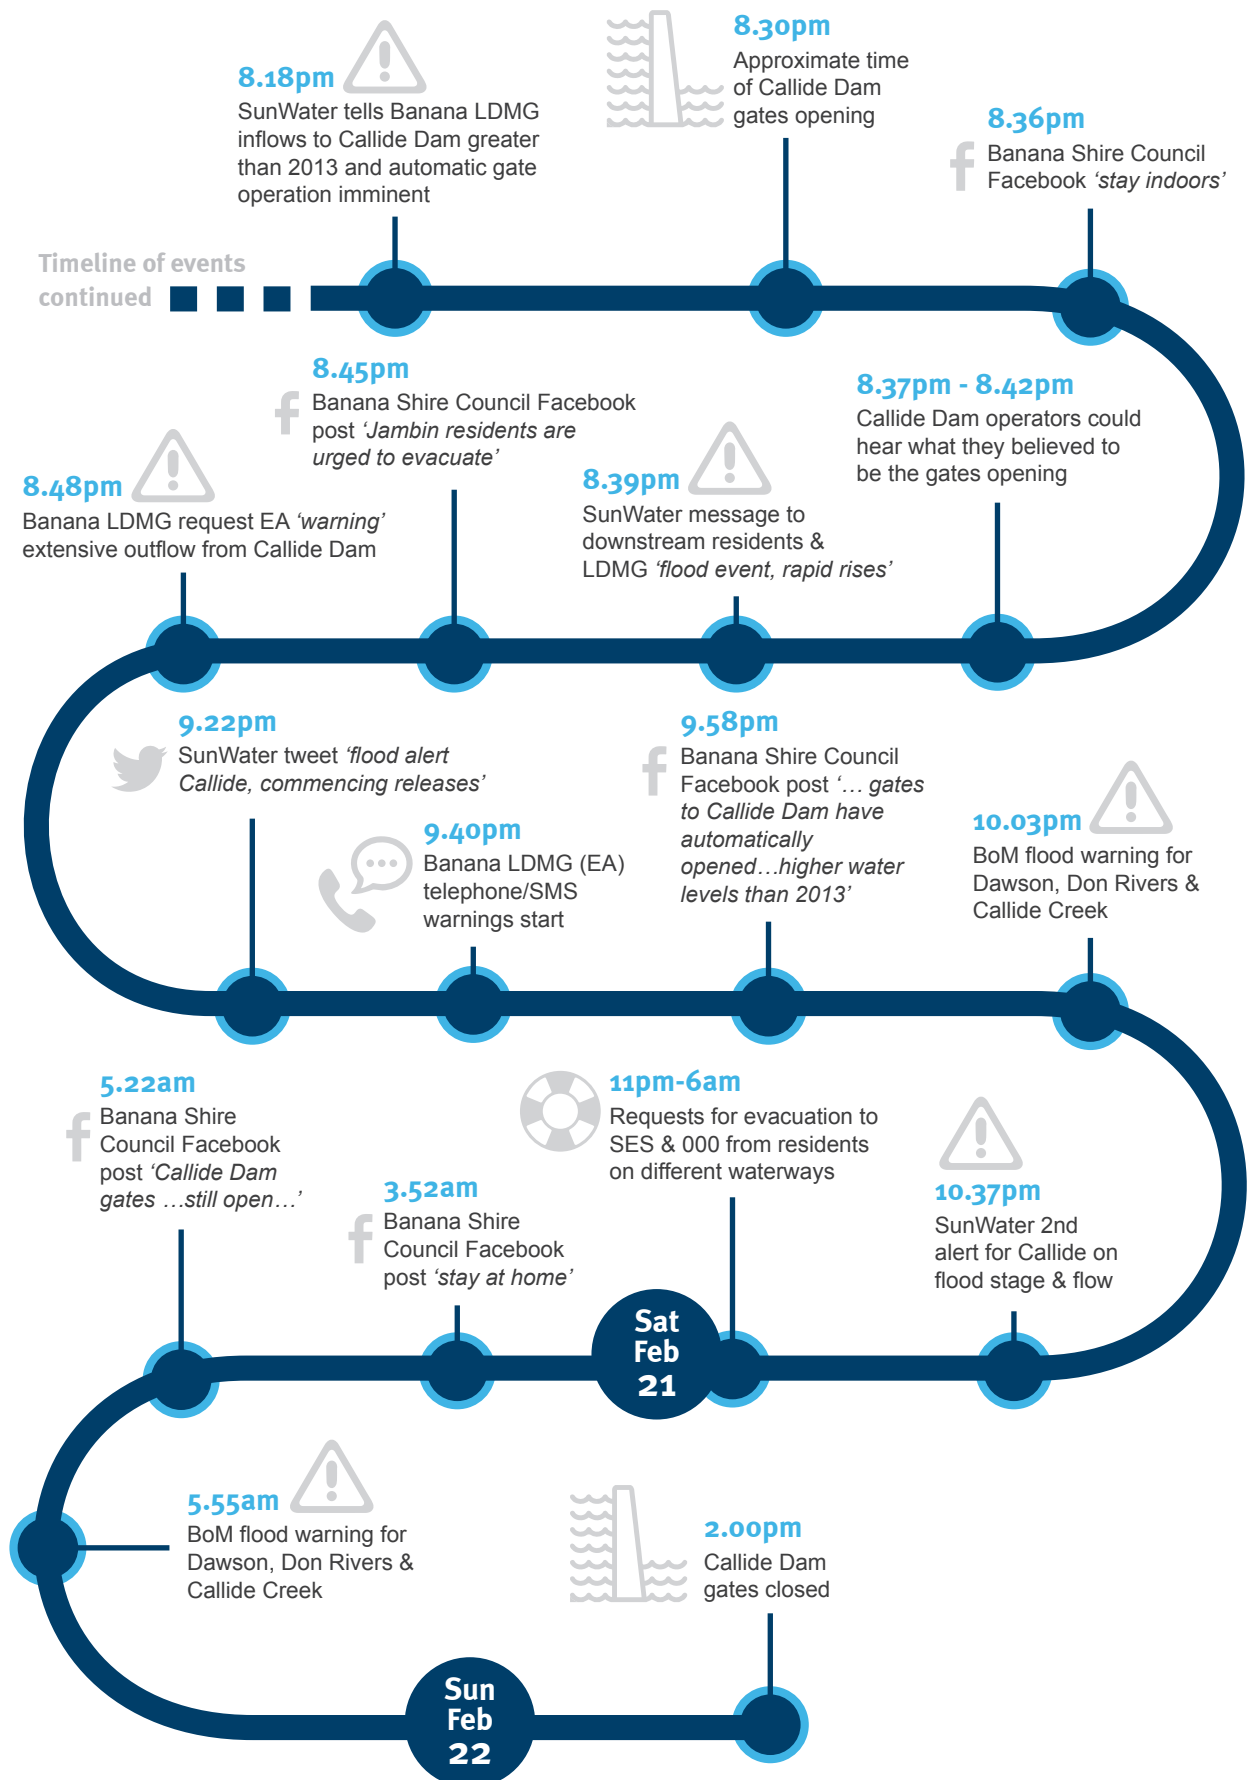 8.18pm
SunWater tells Banana LDMG
inflows to Callide Dam greater
than 2013 and automatic gate
operation imminent
8.30pm
Approximate time
of Callide Dam
gates opening
8.36pm
Banana Shire Council
Facebook ‘stay indoors’
Timeline of events
continued
8.37pm - 8.42pm
Callide Dam operators could
hear what they believed to
be the gates opening
8.39pm
SunWater message to
downstream residents &
LDMG ‘flood event, rapid rises’
8.45pm
Banana Shire Council Facebook
post ‘Jambin residents are
urged to evacuate’
8.48pm
Banana LDMG request EA ‘warning’
extensive outflow from Callide Dam
9.22pm
SunWater tweet ‘flood alert
Callide, commencing releases’
9.40pm
Banana LDMG (EA)
telephone/SMS
warnings start
9.58pm
Banana Shire Council
Facebook post ‘… gates
to Callide Dam have
automatically
opened…higher water
levels than 2013’
10.03pm
BoM flood warning for
Dawson, Don Rivers &
Callide Creek
10.37pm
SunWater 2nd
alert for Callide on
flood stage & flow
11pm-6am
Requests for evacuation to
SES & 000 from residents
on different waterways
Sat
Feb
21
3.52am
Banana Shire
Council Facebook
post ‘stay at home’
5.22am
Banana Shire
Council Facebook
post ‘Callide Dam
gates …still open…’
5.55am
BoM flood warning for
Dawson, Don Rivers &
Callide Creek
Sun
Feb
22
2.00pm
Callide Dam
gates closed